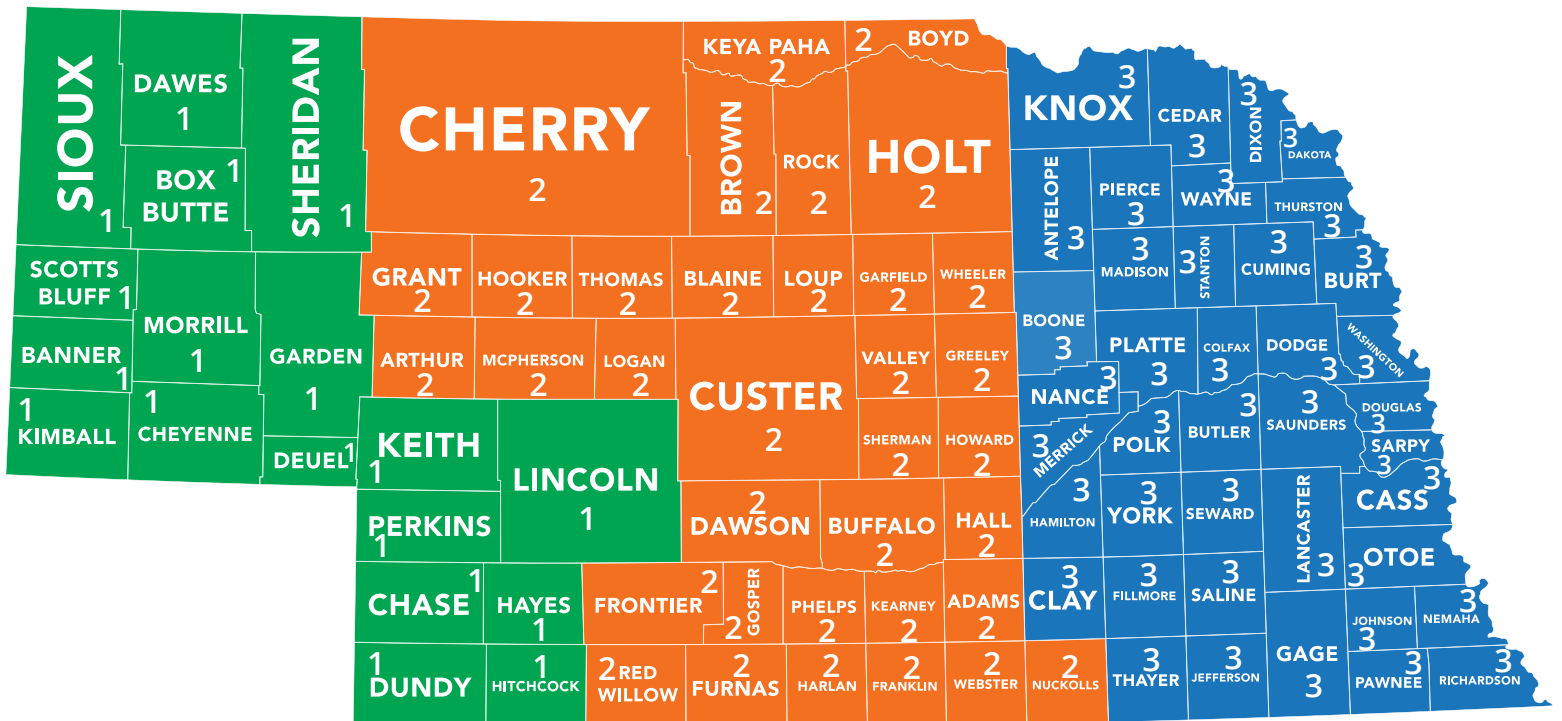 SIOUX
1
DAWES
1
SHERIDAN
1
BOX
BUTTE
1
SCOTTS
BLUFF
1
MORRILL
1
GARDEN
1
BANNER
1
1
KIMBALL
1
CHEYENNE
DEUEL
1
KEITH
1
LINCOLN
1
PERKINS
1
CHASE
1
HAYES
1
1
DUNDY
1
HITCHCOCK
CHERRY
2
KEYA PAHA
2
2
BOYD
BROWN
2
ROCK
2
HOLT
2
GRANT
2
HOOKER
2
THOMAS
2
BLAINE
2
LOUP
2
GARFIELD
2
WHEELER
2
ARTHUR
2
MCPHERSON
2
LOGAN
2
CUSTER
2
VALLEY
2
GREELEY
2
SHERMAN
2
HOWARD
2
2
DAWSON
BUFFALO
2
HALL
2
FRONTIER
2
GOSPER
2
PHELPS
2
KEARNEY
2
ADAMS
2
2 RED
WILLOW
2
FURNAS
2
HARLAN
2
FRANKLIN
2
WEBSTER
2
NUCKOLLS
KNOX
3
CEDAR
3
DIXON
3
3
DAKOTA
ANTELOPE
3
PIERCE
3
3
WAYNE
THURSTON
3
MADISON
3
STANTON
3
3
CUMING
3
BURT
BOONE
3
PLATTE
3
COLFAX
3
DODGE
3
WASHINGTON
3
NANCE
3
3
MERRICK
POLK
3
BUTLER
3
3
SAUNDERS
DOUGLAS
3
SARPY
3
3
HAMILTON
3
YORK
3
SEWARD
LANCASTER
3
CASS
3
OTOE
3
3
CLAY
3
FILLMORE
3
SALINE
GAGE
3
JOHNSON
3
NEMAHA
3
3
THAYER
3
JEFFERSON
3
PAWNEE
3
RICHARDSON